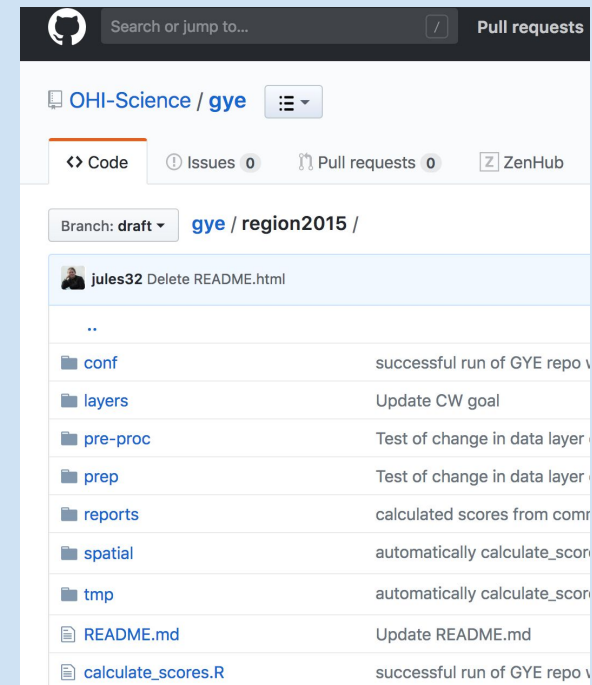 Search or jump to... / Pull requests
OHI-Science / gye
Code Issues 0 Pull requests 0 Z ZenHub
Branch: draft gye / region2015 /
jules32 Delete README.html
..
conf successful run of GYE repo
layers Update CW goal
pre-proc Test of change in data layer
prep Test of change in data layer
reports calculated scores from
spatial automatically
tmp automatically
README.md Update README.md
calculate_scores.R successful run of GYE repo